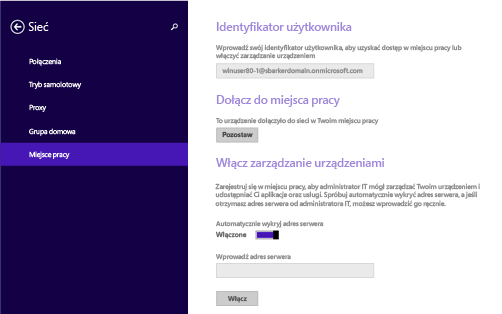 Sieć
Połączenia
Tryb samolotowy
Proxy
Grupa domowa
Miejsce pracy
Identyfikator użytkownika
Wprowadź swój identyfikator użytkownika, aby uzyskać dostęp w miejscu pracy lub
włączyć zarządzanie urządzeniem
winuser80-1@sbarkerdomain.onmicrosoft.com
Dołącz do miejsca pracy
To urządzenie dołączyło do sieci w Twoim miejscu pracy
Pozostaw
Włącz zarządzanie urządzeniami
Zarejestruj się w miejscu pracy, aby administrator IT mógł zarządzać Twoim urządzeniem i
udostępniać Ci aplikacje oraz usługi. Spróbuj automatycznie wykryć adres serwera, a jeśli
otrzymasz adres serwera od administratora IT, możesz wprowadzić go ręcznie.
Automatycznie wykryj adres serwera
Włączone
Wprowadź adres serwera
Włącz